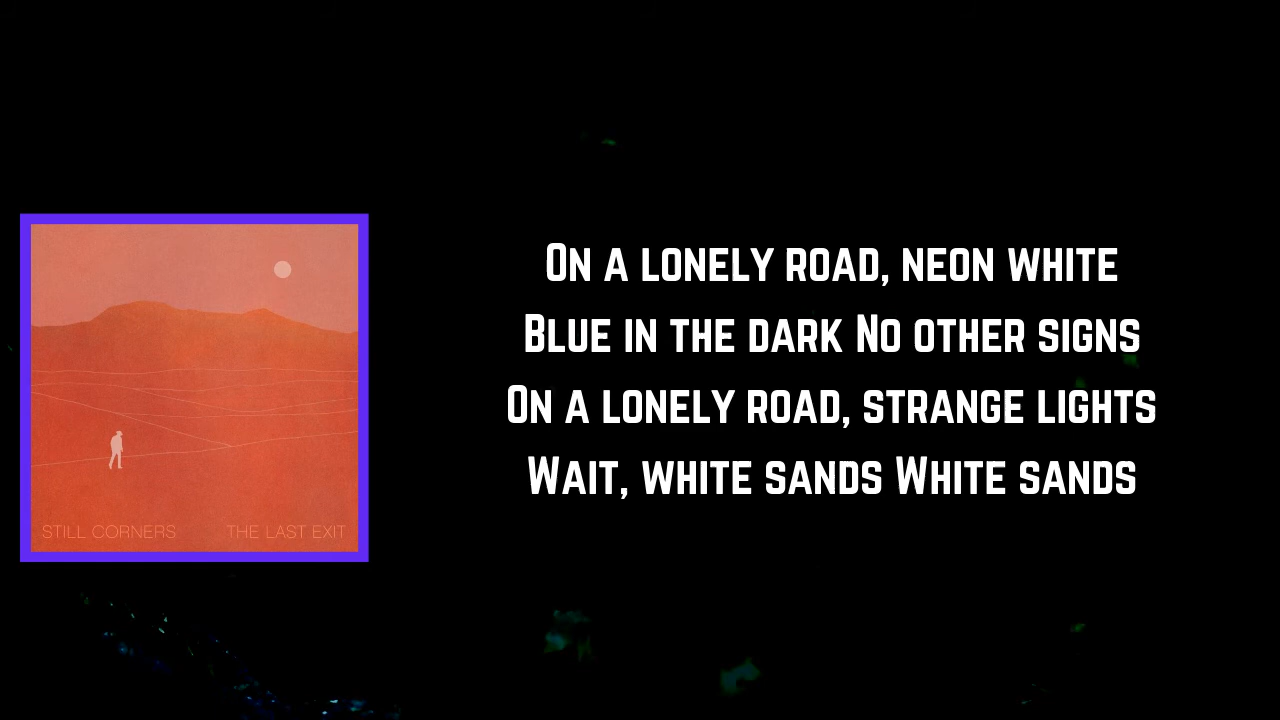 On a lonely road, neon white
Blue in the dark No other signs
On a lonely road, strange lights
Wait, white sands White sands
STILL CORNERS THE LAST EXIT